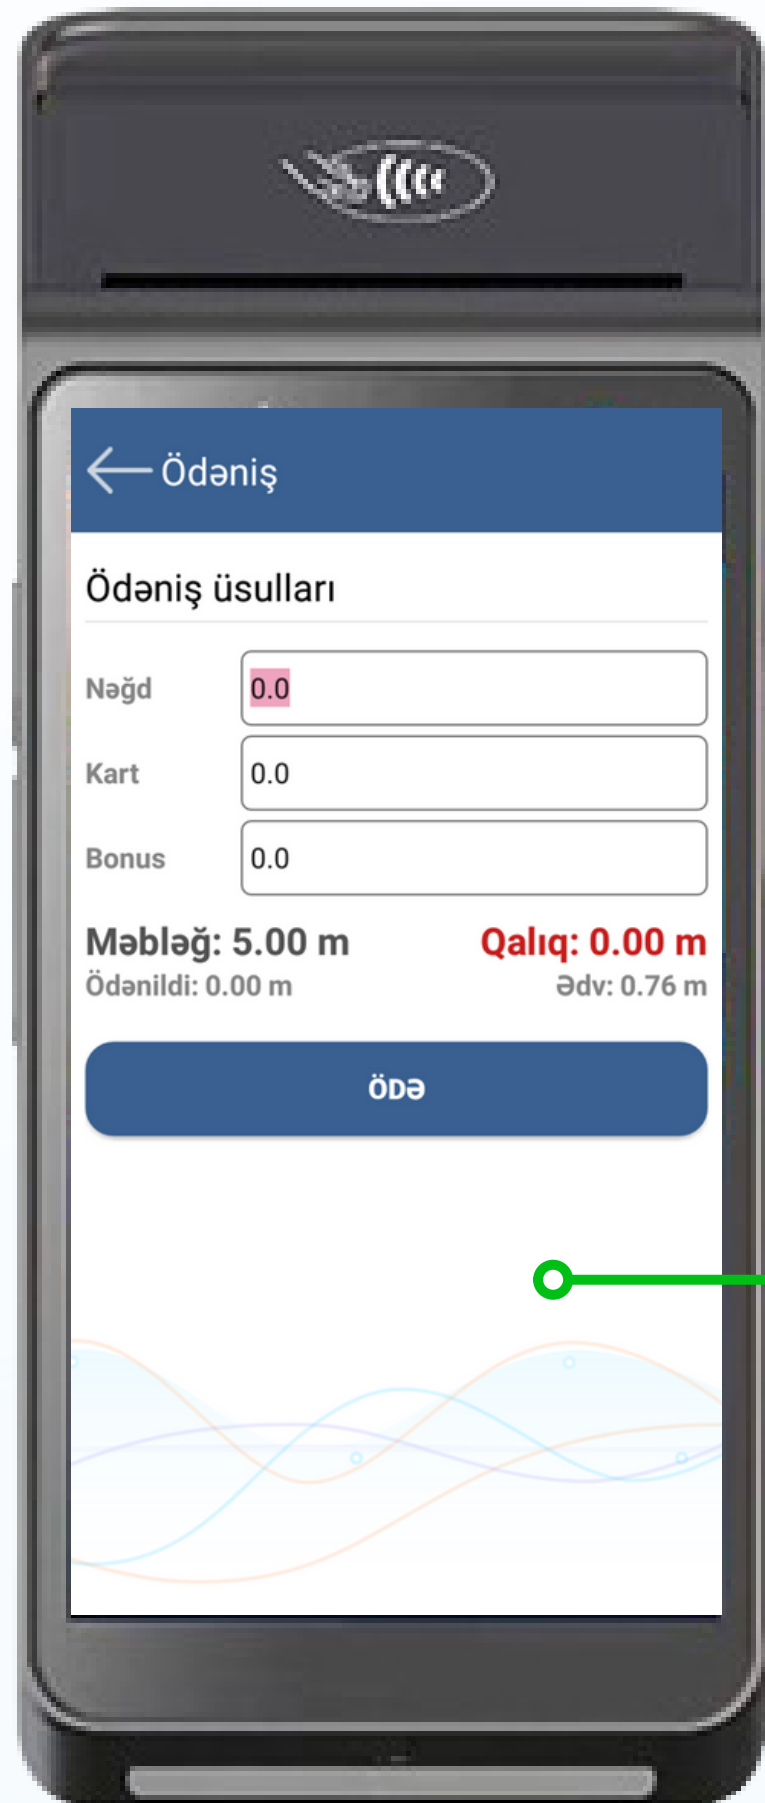 Ödəniş
Ödəniş üsulları
Nəğd 0.0
Kart 0.0
Bonus 0.0
Məbləğ: 5.00 m Qalıq: 0.00 m
Ödənildi: 0.00 m Ədv: 0.76 m
ÖDƏ